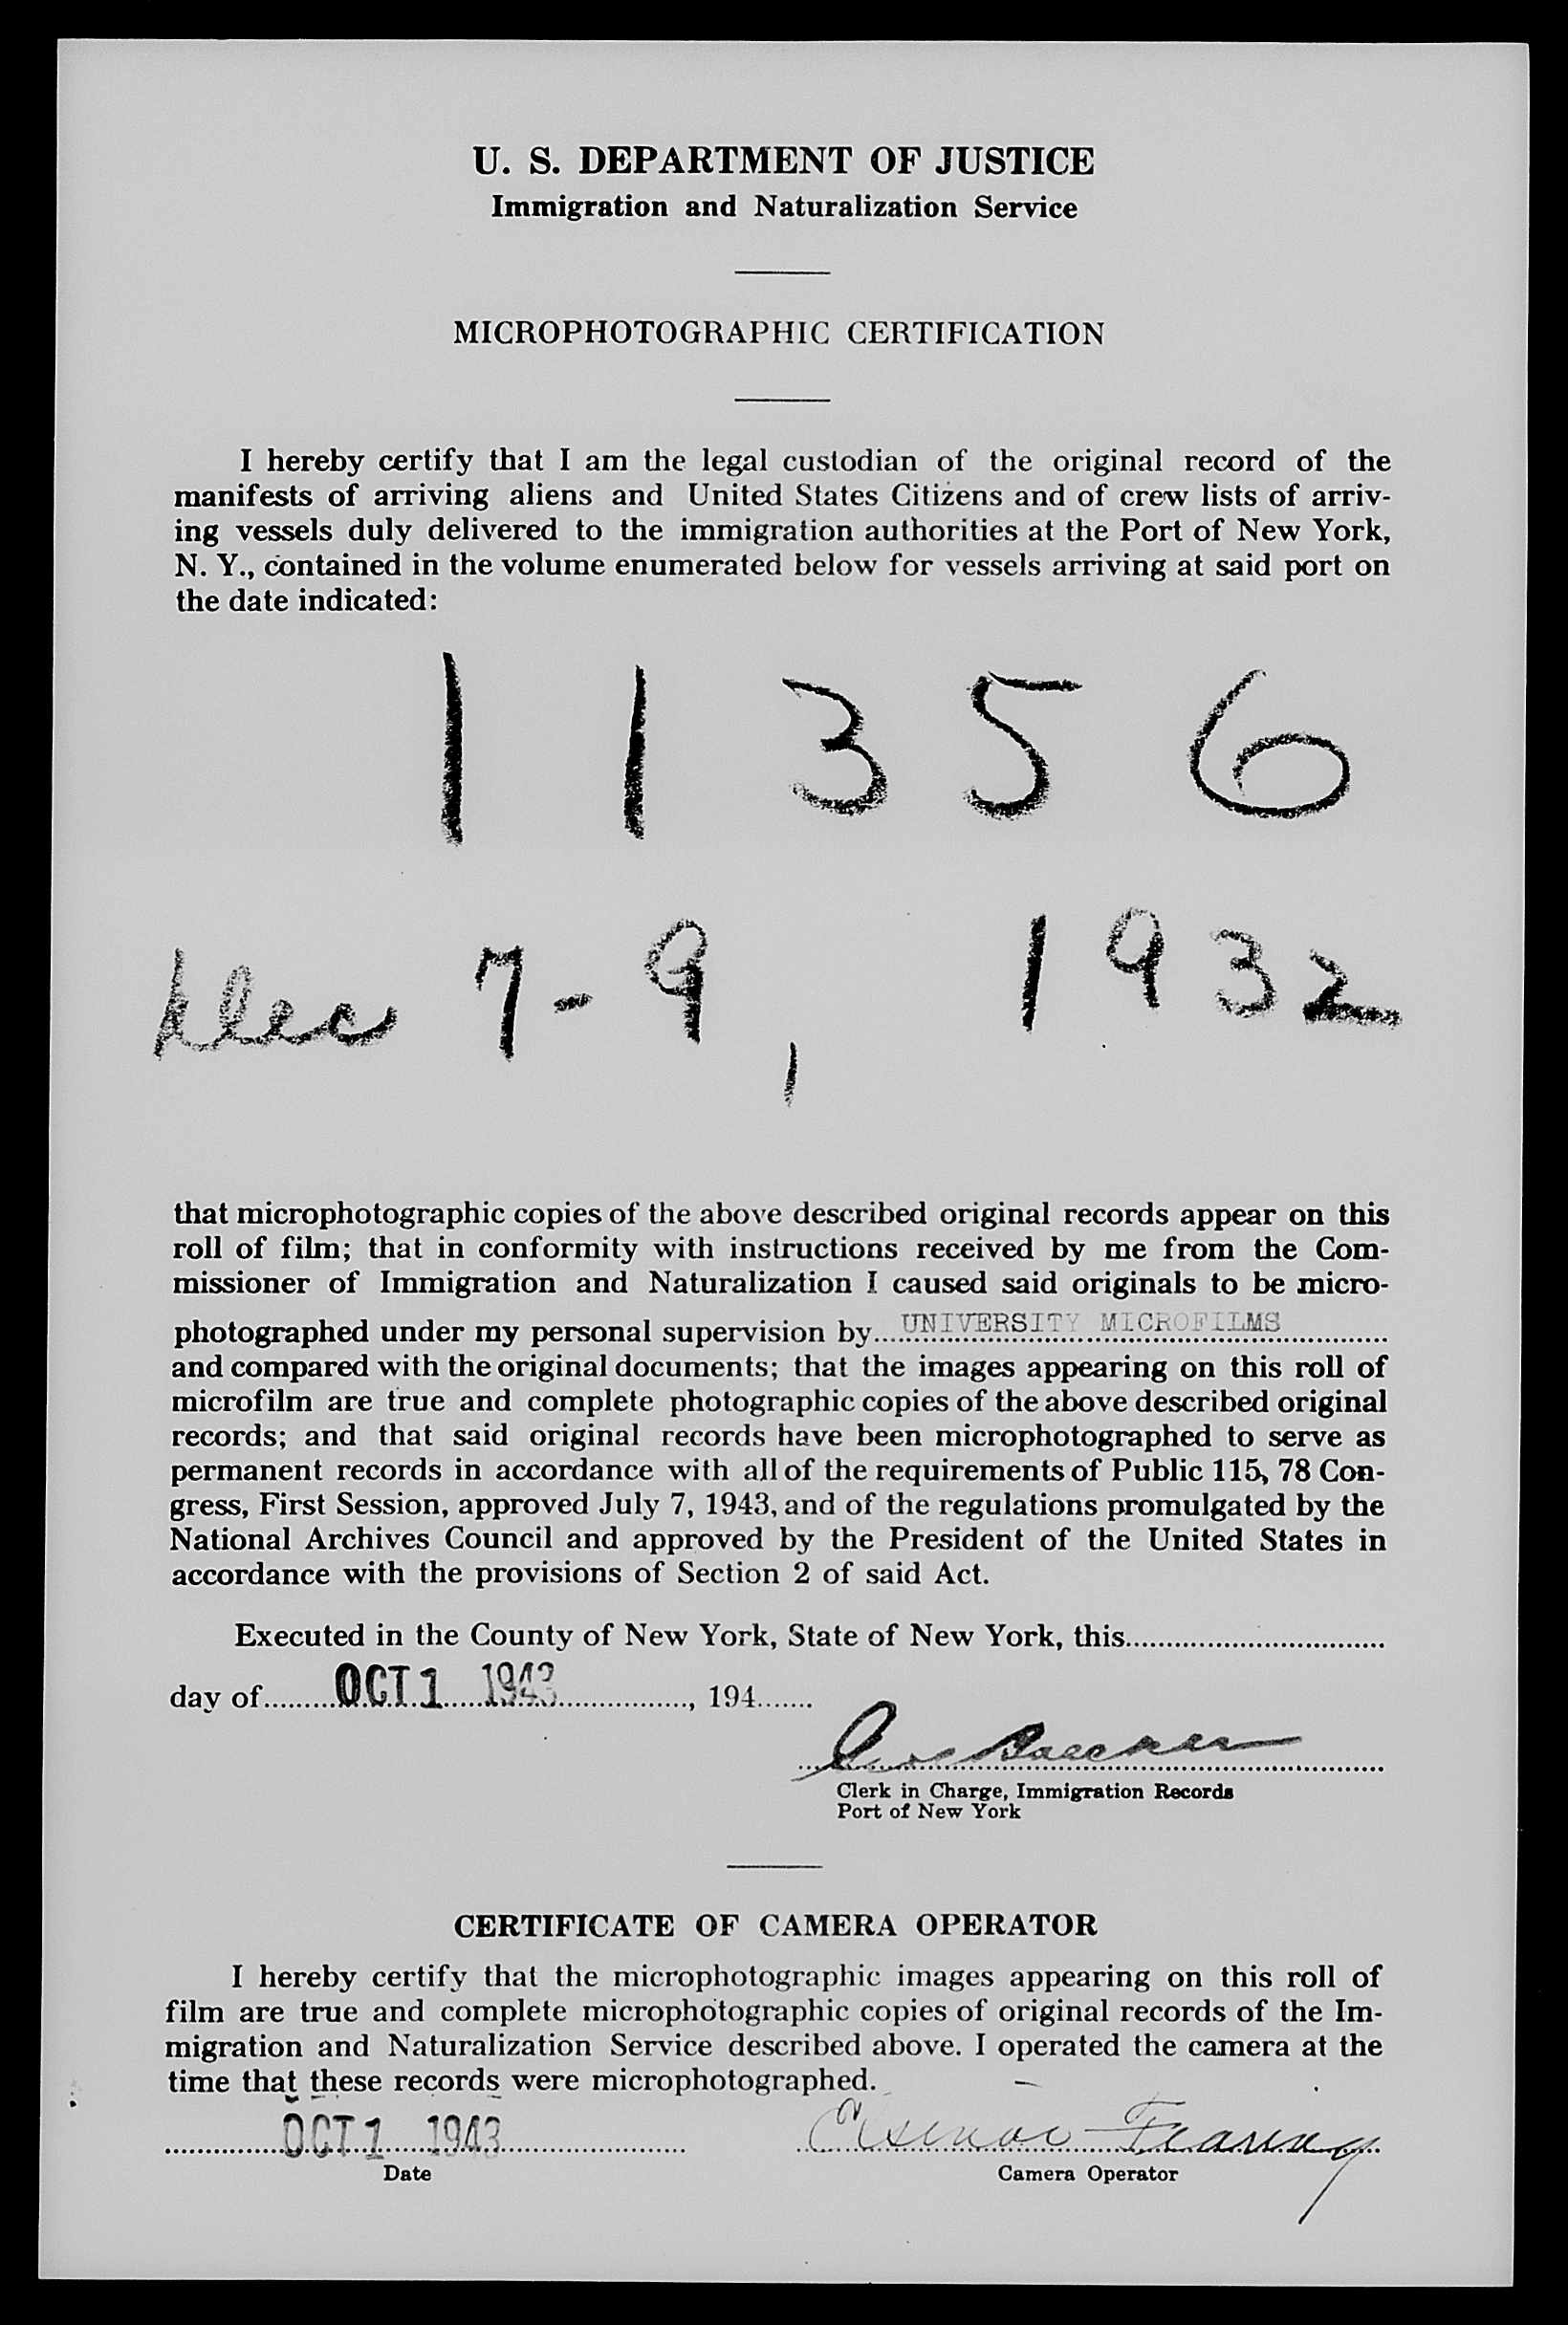 U. S. DEPARTMENT OF JUSTICE
Immigration and Naturalization Service
MICROPHOTOGRAPHIC CERTIFICATION
I hereby certify that I am the legal custodian of the original record of the
manifests of arriving aliens and United States Citizens and of crew lists of arriv-
ing vessels duly delivered to the immigration authorities at the Port of New York,
N. Y., contained in the volume enumerated below for vessels arriving at said port on
the date indicated:
11356
Dec 7-9, 1932
that microphotographic copies of the above described original records appear on this
roll of film; that in conformity with instructions received by me from the Com-
missioner of Immigration and Naturalization I caused said originals to be micro-
photographed under my personal supervision by...UNIVERSITY MICROFILMS
and compared with the original documents; that the images appearing on this roll of
microfilm are true and complete photographic copies of the above described original
records; and that said original records have been microphotographed to serve as
permanent records in accordance with all of the requirements of Public 115, 78 Con-
gress, First Session, approved July 7, 1943, and of the regulations promulgated by the
National Archives Council and approved by the President of the United States in
accordance with the provisions of Section 2 of said Act.
Executed in the County of New York, State of New York, this
day of OCT 1 1943, 194
Clerk in Charge, Immigration Records
Port of New York
CERTIFICATE OF CAMERA OPERATOR
I hereby certify that the microphotographic images appearing on this roll of
film are true and complete microphotographic copies of original records of the Im-
migration and Naturalization Service described above. I operated the camera at the
time that these records were microphotographed.
OCT 1 1943
Date
Camera Operator